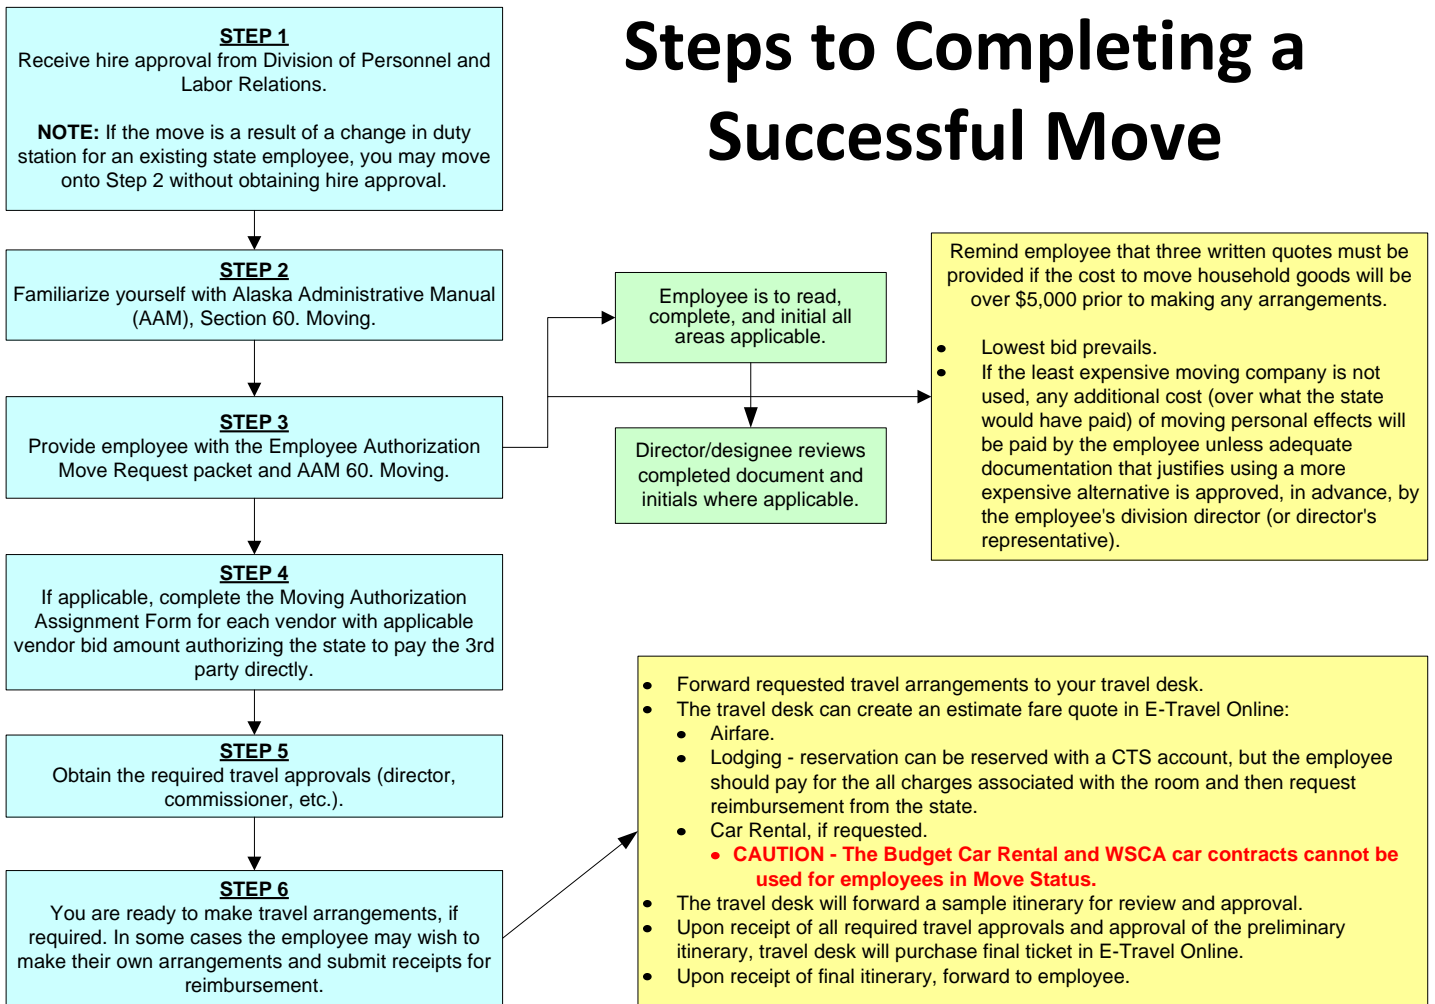 Steps to Completing a
Successful Move
STEP 1
Receive hire approval from Division of Personnel and
Labor Relations.
NOTE: If the move is a result of a change in duty
station for an existing state employee, you may move
onto Step 2 without obtaining hire approval.
STEP 2
Familiarize yourself with Alaska Administrative Manual
(AAM), Section 60. Moving.
STEP 3
Provide employee with the Employee Authorization
Move Request packet and AAM 60. Moving.
Employee is to read,
complete, and initial all
areas applicable.
Director/designee reviews
completed document and
initials where applicable.
Remind employee that three written quotes must be
provided if the cost to move household goods will be
over $5,000 prior to making any arrangements.
• Lowest bid prevails.
• If the least expensive moving company is not
used, any additional cost (over what the state
would have paid) of moving personal effects will
be paid by the employee unless adequate
documentation that justifies using a more
expensive alternative is approved, in advance, by
the employee's division director (or director's
representative).
STEP 4
If applicable, complete the Moving Authorization
Assignment Form for each vendor with applicable
vendor bid amount authorizing the state to pay the 3rd
party directly.
STEP 5
Obtain the required travel approvals (director,
commissioner, etc.).
STEP 6
You are ready to make travel arrangements, if
required. In some cases the employee may wish to
make their own arrangements and submit receipts for
reimbursement.
• Forward requested travel arrangements to your travel desk.
• The travel desk can create an estimate fare quote in E-Travel Online:
• Airfare.
• Lodging - reservation can be reserved with a CTS account, but the employee
should pay for the all charges associated with the room and then request
reimbursement from the state.
• Car Rental, if requested.
• CAUTION - The Budget Car Rental and WSCA car contracts cannot be
used for employees in Move Status.
• The travel desk will forward a sample itinerary for review and approval.
• Upon receipt of all required travel approvals and approval of the preliminary
itinerary, travel desk will purchase final ticket in E-Travel Online.
• Upon receipt of final itinerary, forward to employee.